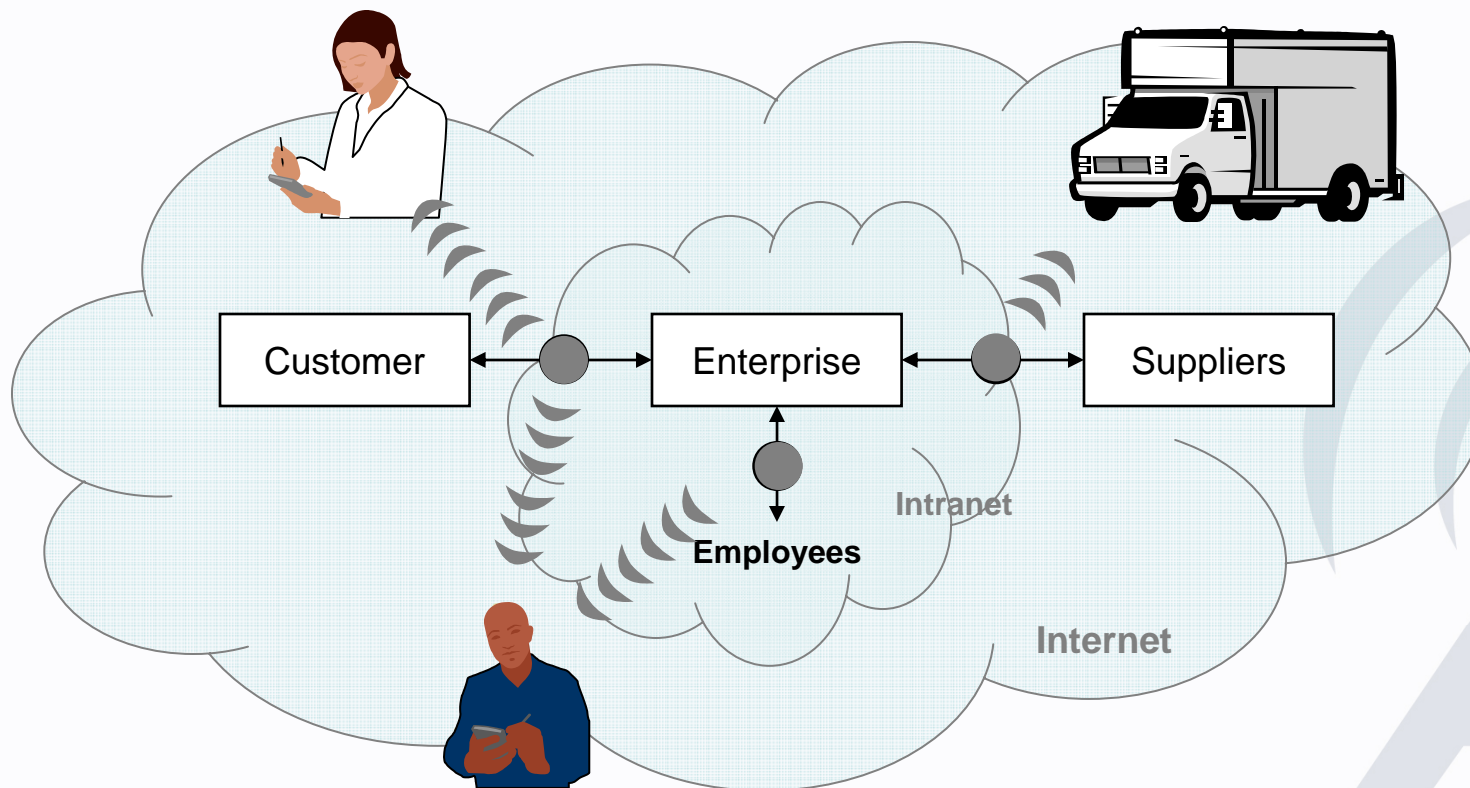 Customer
Enterprise
Suppliers
Intranet
Employees
Internet